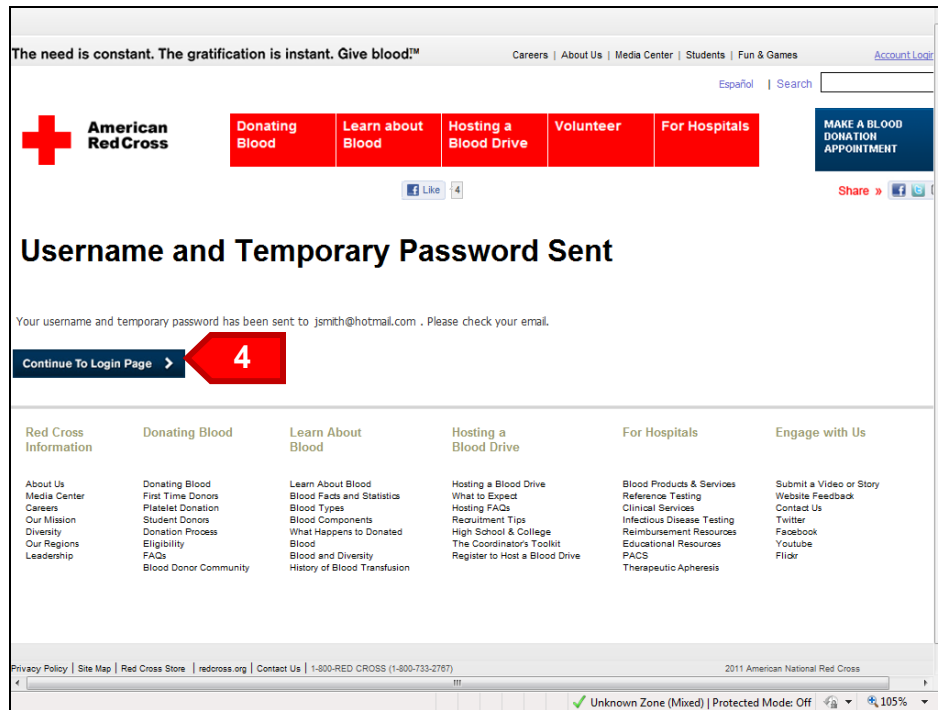 The need is constant. The gratification is instant. Give blood.™
Careers | About Us | Media Center | Students | Fun & Games
Account Login
Español | Search
American
Red Cross
Donating
Blood
Learn about
Blood
Hosting a
Blood Drive
Volunteer
For Hospitals
MAKE A BLOOD
DONATION
APPOINTMENT
Like 4
Share »
Username and Temporary Password Sent
Your username and temporary password has been sent to jsmith@hotmail.com . Please check your email.
Continue To Login Page
4
Red Cross
Information
About Us
Media Center
Careers
Our Mission
Diversity
Our Regions
Leadership
Donating Blood
Donating Blood
First Time Donors
Platelet Donation
Student Donors
Donation Process
Eligibility
FAQs
Blood Donor Community
Learn About
Blood
Learn About Blood
Blood Facts and Statistics
Blood Types
Blood Components
What Happens to Donated
Blood
Blood and Diversity
History of Blood Transfusion
Hosting a
Blood Drive
Hosting a Blood Drive
What to Expect
Hosting FAQs
Recruitment Tips
High School & College
The Coordinator's Toolkit
Register to Host a Blood Drive
For Hospitals
Blood Products & Services
Reference Testing
Clinical Services
Infectious Disease Testing
Reimbursement Resources
Educational Resources
PACS
Therapeutic Apheresis
Engage with Us
Submit a Video or Story
Website Feedback
Contact Us
Twitter
Facebook
Youtube
Flickr
Privacy Policy | Site Map | Red Cross Store | redcross.org | Contact Us | 1-800-RED CROSS (1-800-733-2767)
2011 American National Red Cross
Unknown Zone (Mixed) | Protected Mode: Off
105%